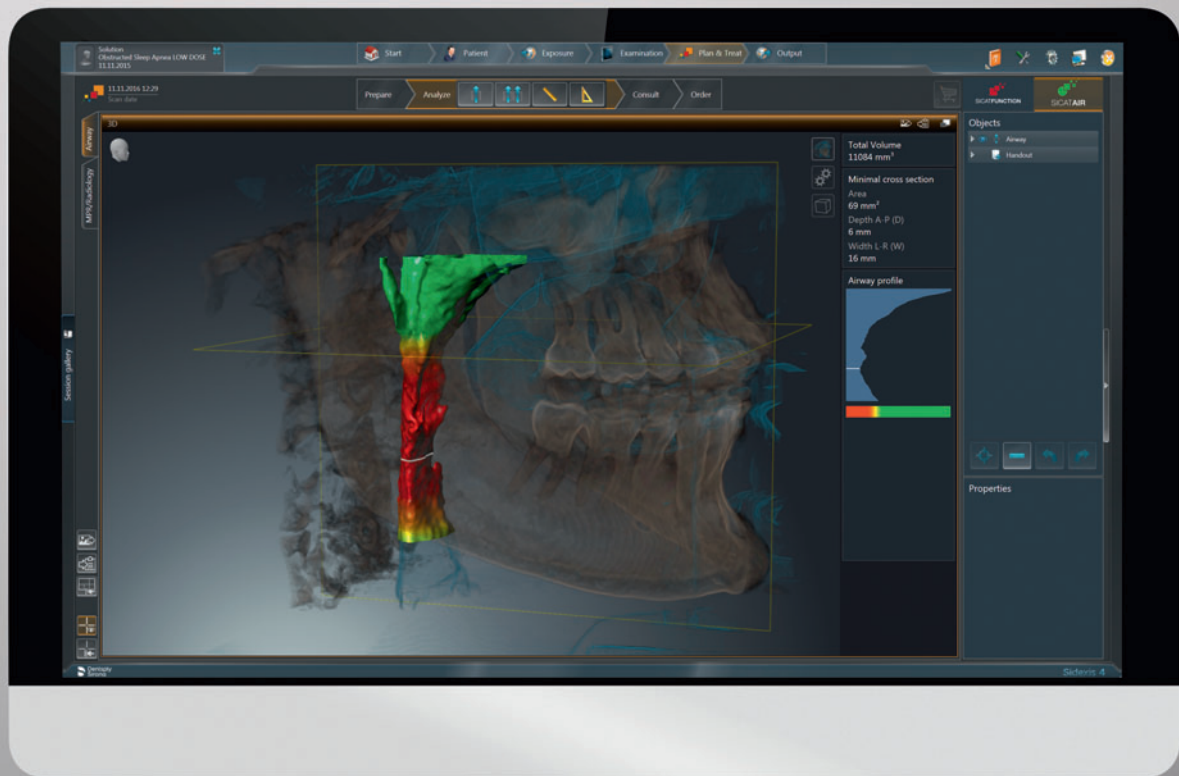 Solution
Obstructed Sleep Apnea LOW DOSE
11.11.2015
Start
Patient
Exposure
Examination
Plan & Treat
Output
11.11.2016 12:29
Scan date
Prepare
Analyze
Consult
Order
SICATFUNCTION
SICATAIR
Airway
MPR/Radiology
Session gallery
3D
Total Volume
11084 mm³
Minimal cross section
Area
69 mm²
Depth A-P (D)
6 mm
Width L-R (W)
16 mm
Airway profile
Objects
Airway
Handout
Properties
Dentsply
Sirona
Sidexis 4